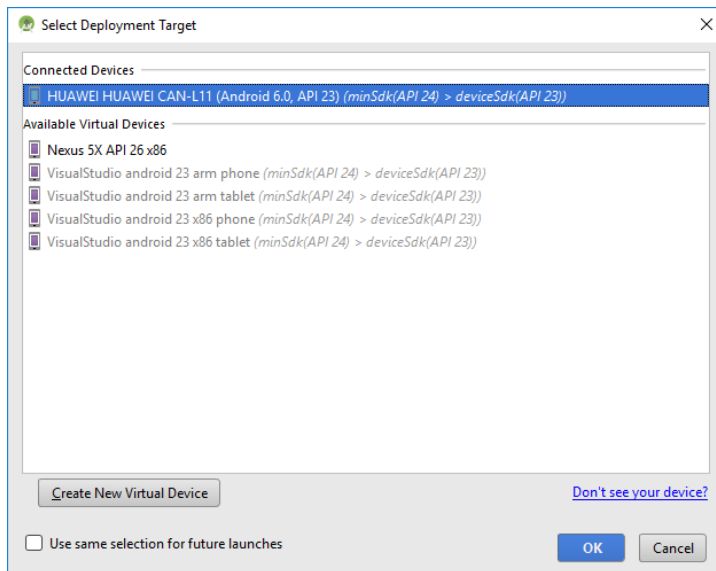 Select Deployment Target
Connected Devices
HUAWEI HUAWEI CAN-L11 (Android 6.0, API 23) (minSdk(API 24) > deviceSdk(API 23))
Available Virtual Devices
Nexus 5X API 26 x86
VisualStudio android 23 arm phone (minSdk(API 24) > deviceSdk(API 23))
VisualStudio android 23 arm tablet (minSdk(API 24) > deviceSdk(API 23))
VisualStudio android 23 x86 phone (minSdk(API 24) > deviceSdk(API 23))
VisualStudio android 23 x86 tablet (minSdk(API 24) > deviceSdk(API 23))
Create New Virtual Device
Don't see your device?
Use same selection for future launches
OK
Cancel